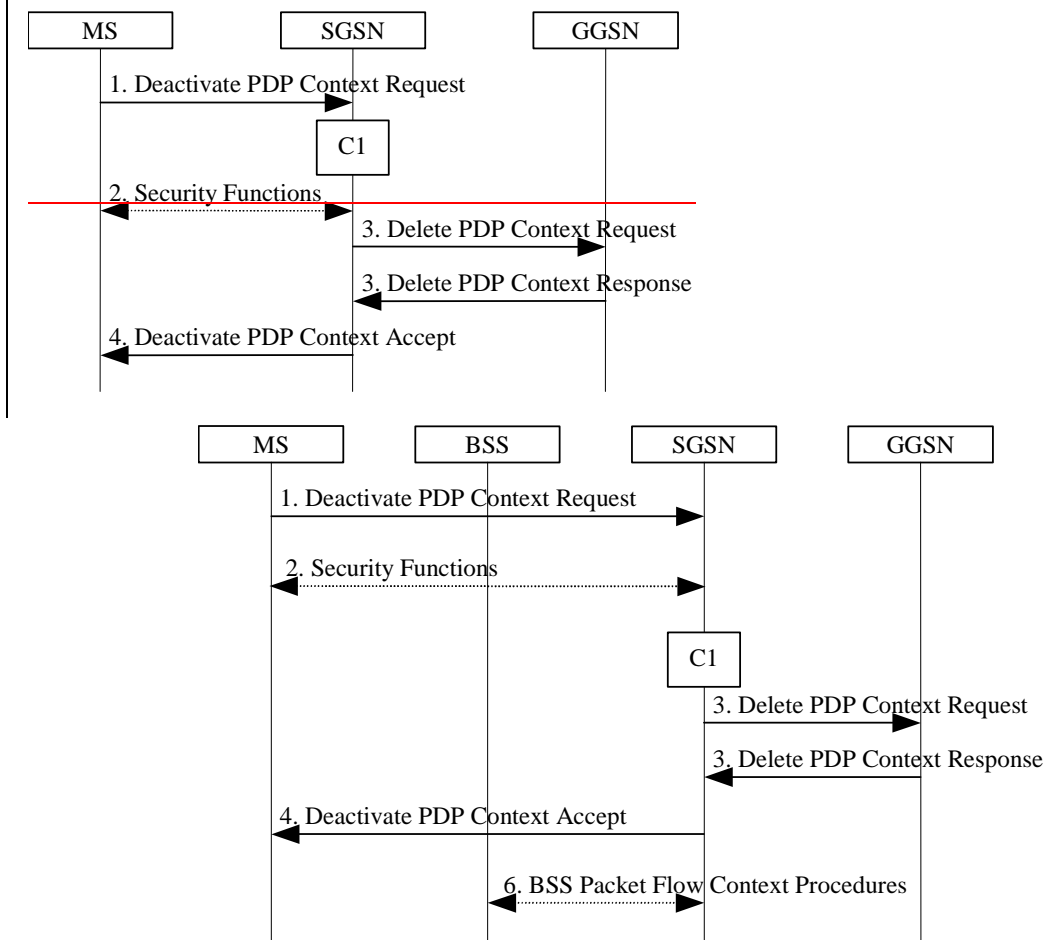 MS SGSN GGSN
1. Deactivate PDP Context Request
C1
2. Security Functions
3. Delete PDP Context Request
3. Delete PDP Context Response
4. Deactivate PDP Context Accept
MS BSS SGSN GGSN
1. Deactivate PDP Context Request
2. Security Functions
C1
3. Delete PDP Context Request
3. Delete PDP Context Response
4. Deactivate PDP Context Accept
6. BSS Packet Flow Context Procedures